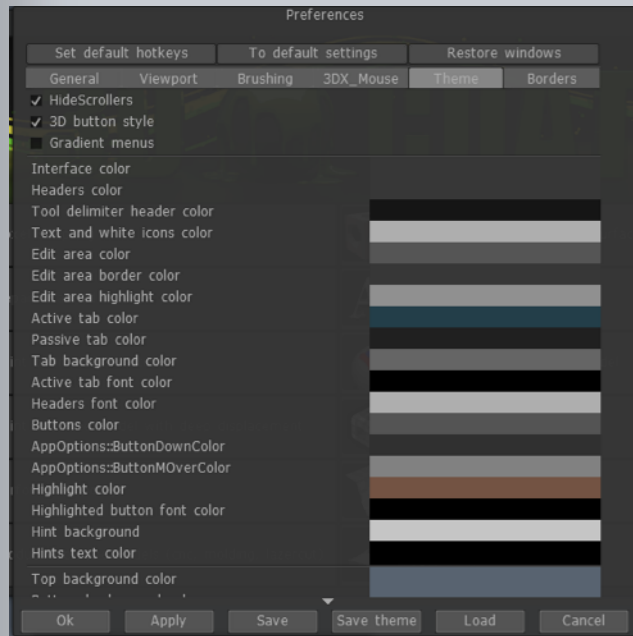 Preferences
Set default hotkeys To default settings Restore windows
General Viewport Brushing 3DX_Mouse Theme Borders
HideScrollers
3D button style
Gradient menus
Interface color
Headers color
Tool delimiter header color
Text and white icons color
Edit area color
Edit area border color
Edit area highlight color
Active tab color
Passive tab color
Tab background color
Active tab font color
Headers font color
Buttons color
AppOptions::ButtonDownColor
AppOptions::ButtonMOverColor
Highlight color
Highlighted button font color
Hint background
Hints text color
Top background color
Ok Apply Save Save theme Load Cancel